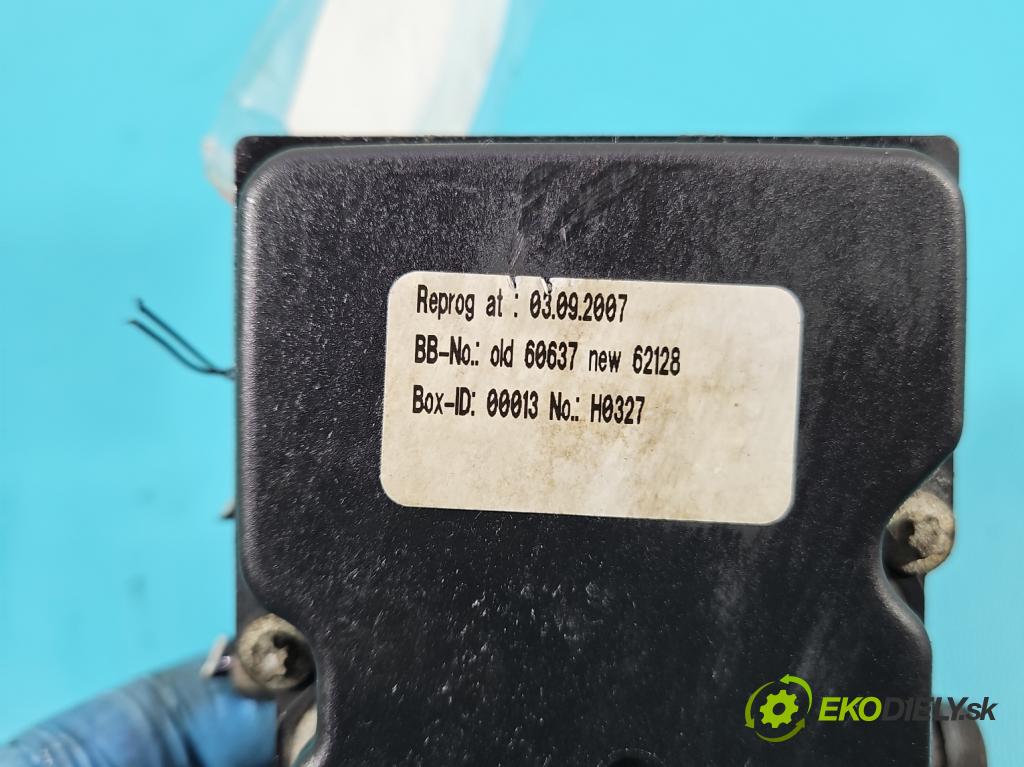 Reprog at : 03.09.2007
BB-No.: old 60637 new 62128
Box-ID: 00013 No.: H0327
EKODIELY.sk